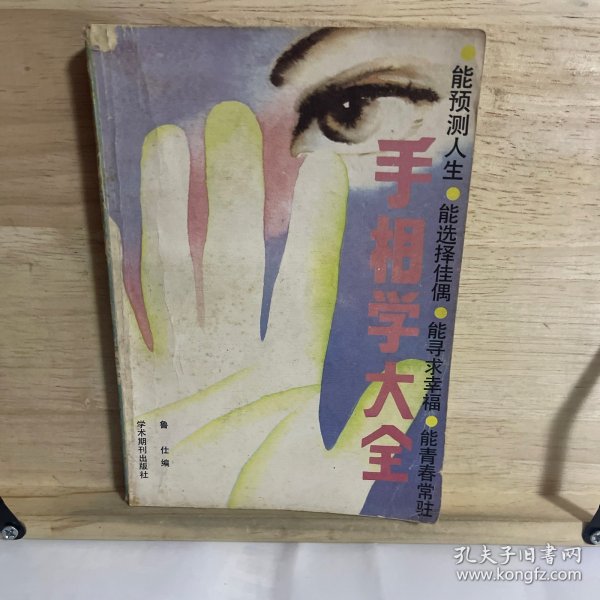 ●能预测人生●能选择佳偶●能寻求幸福●能青春常驻
手相学大全
鲁仕编
学术期刊出版社
孔夫子旧书网
www.kongfz.com